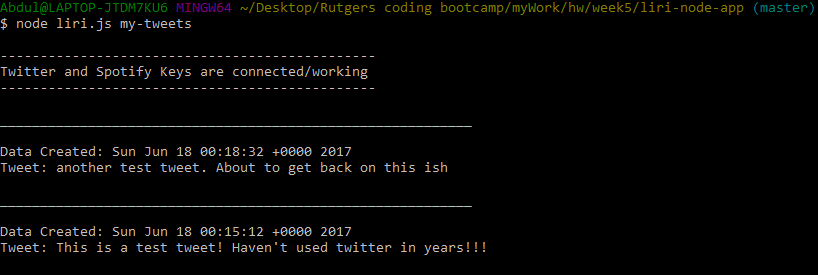 Abdul@LAPTOP-JTDM7KU6 MINGW64 ~/Desktop/Rutgers coding bootcamp/myWork/hw/week5/liri-node-app (master)
$ node liri.js my-tweets
-----------------------------------------------
Twitter and Spotify Keys are connected/working
-----------------------------------------------
___________________________________________________________
Data Created: Sun Jun 18 00:18:32 +0000 2017
Tweet: another test tweet. About to get back on this ish
___________________________________________________________
Data Created: Sun Jun 18 00:15:12 +0000 2017
Tweet: This is a test tweet! Haven't used twitter in years!!!